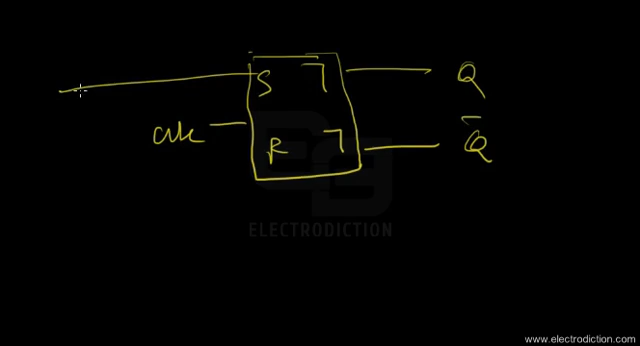 S Q
Clk
R Q̅
ELECTRODICTION
www.electrodiction.com